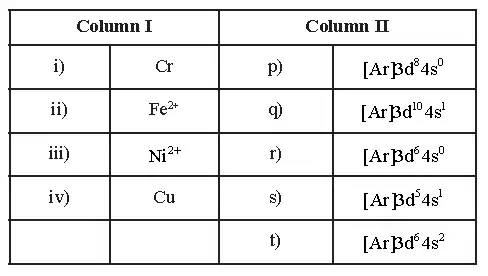 Column I Column II
i) Cr p) [Ar]3d⁸4s⁰
ii) Fe²⁺ q) [Ar]3d¹⁰4s¹
iii) Ni²⁺ r) [Ar]3d⁶4s⁰
iv) Cu s) [Ar]3d⁵4s¹
t) [Ar]3d⁶4s²